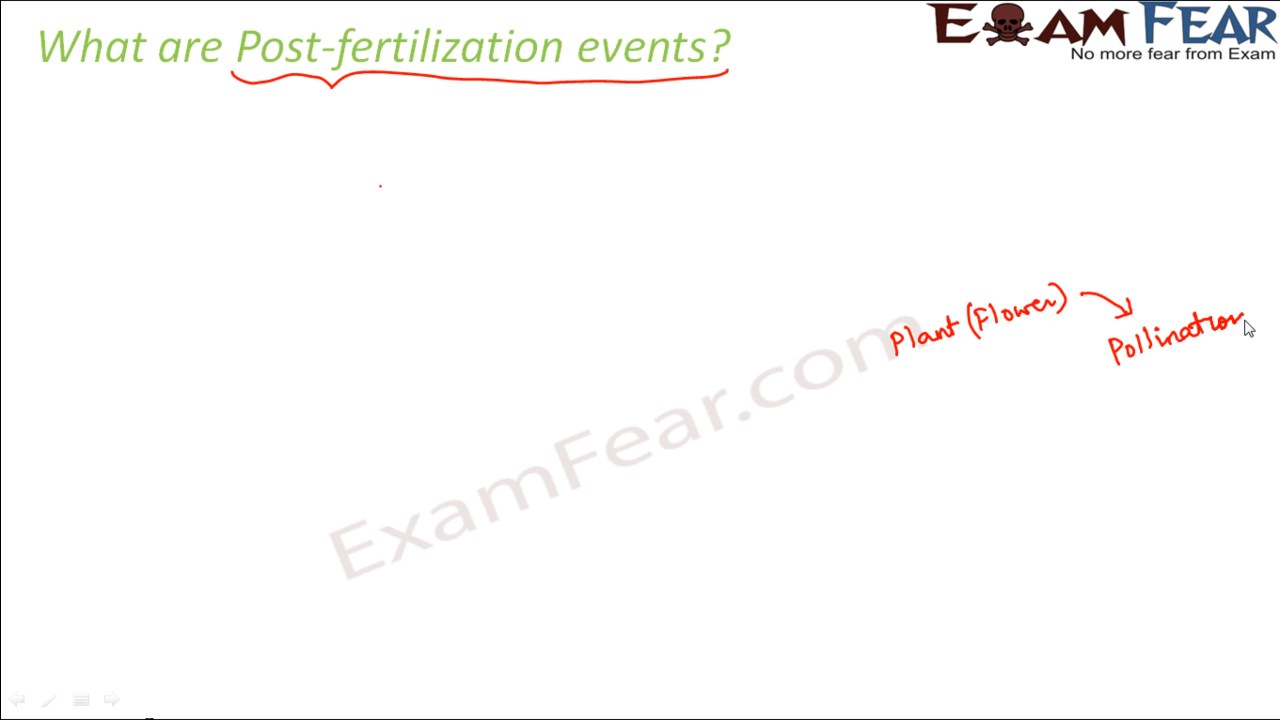 What are Post-fertilization events?
EXAM FEAR
No more fear from Exam
Plant (Flower)
Pollination
ExamFear.com